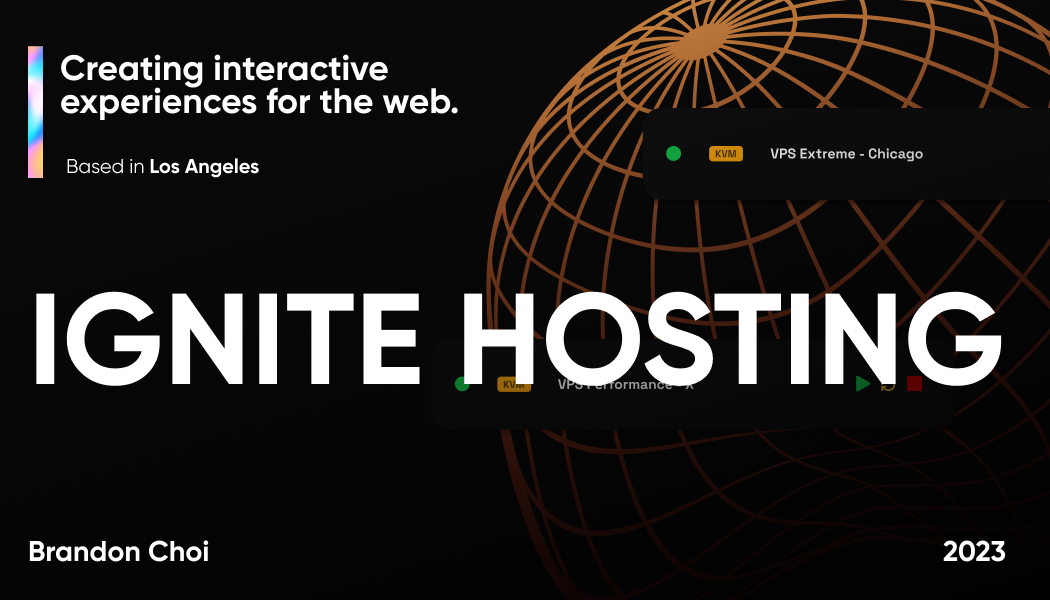 Creating interactive
experiences for the web.
Based in Los Angeles
KVM VPS Extreme - Chicago
IGNITE HOSTING
KVM VPS Performance - X
Brandon Choi
2023